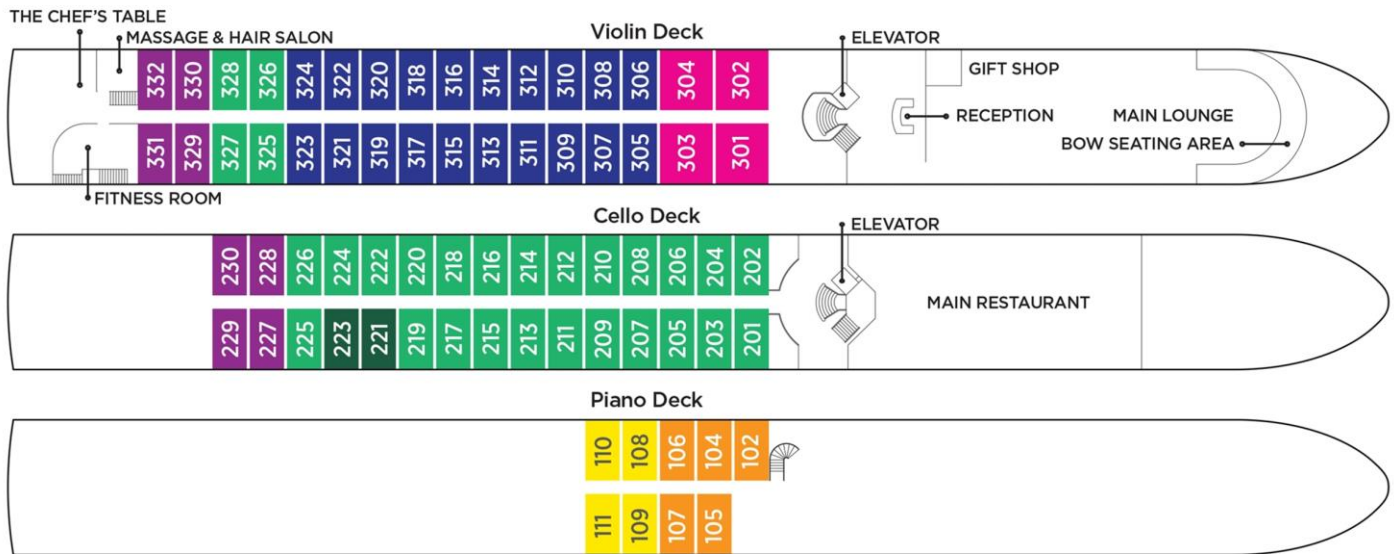 THE CHEF'S TABLE
MASSAGE & HAIR SALON
Violin Deck
ELEVATOR
332 330 328 326 324 322 320 318 316 314 312 310 308 306 304 302
GIFT SHOP
RECEPTION
MAIN LOUNGE
BOW SEATING AREA
331 329 327 325 323 321 319 317 315 313 311 309 307 305 303 301
FITNESS ROOM
Cello Deck
ELEVATOR
230 228 226 224 222 220 218 216 214 212 210 208 206 204 202
MAIN RESTAURANT
229 227 225 223 221 219 217 215 213 211 209 207 205 203 201
Piano Deck
110 108 106 104 102
111 109 107 105